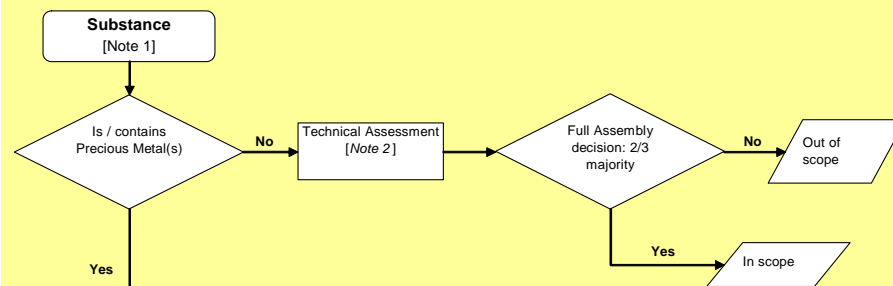 Substance
[Note 1]
Is / contains
Precious Metal(s)
No
Technical Assessment
[Note 2]
Full Assembly
decision: 2/3
majority
No
Out of
scope
Yes
In scope
Yes